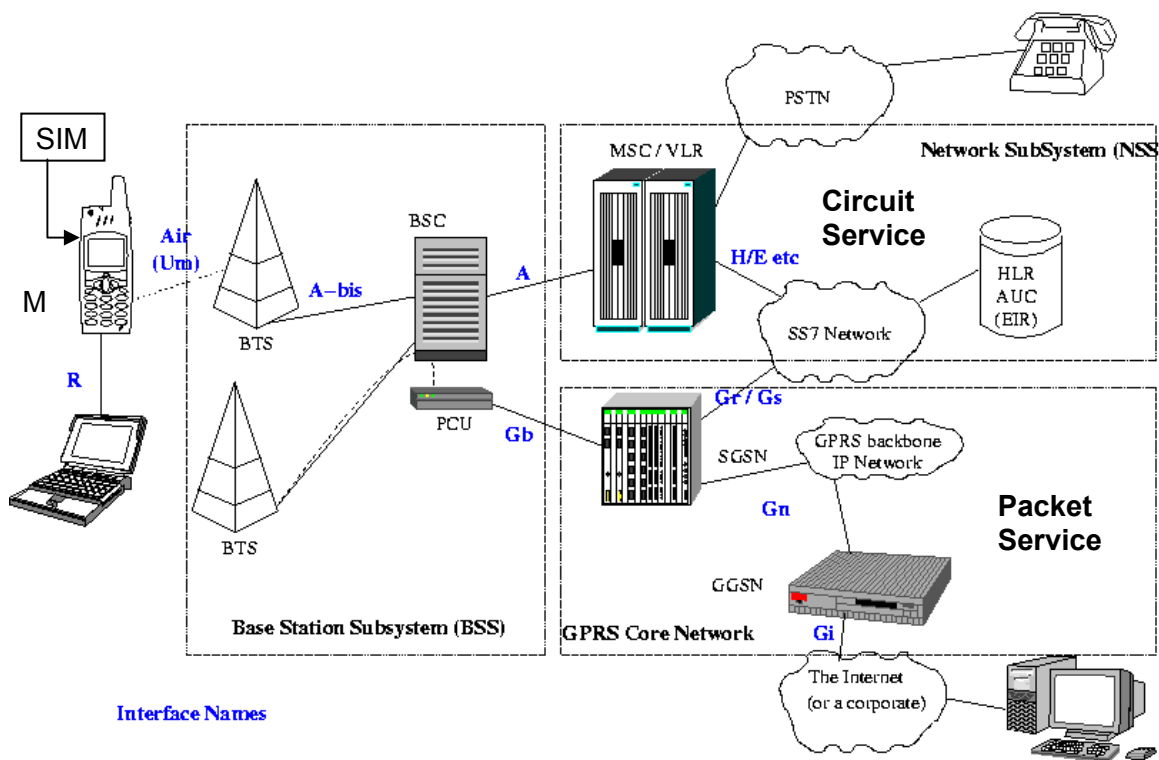 SIM
M
R
Air
(Um)
BTS
A-bis
BSC
A
BTS
PCU
Gb
Base Station Subsystem (BSS)
Interface Names
PSTN
MSC / VLR
Network SubSystem (NSS
Circuit
Service
H/E etc
HLR
AUC
(EIR)
SS7 Network
Gr / Gs
SGSN
GPRS backbone
IP Network
Gn
Packet
Service
GGSN
Gi
GPRS Core Network
The Internet
(or a corporate)